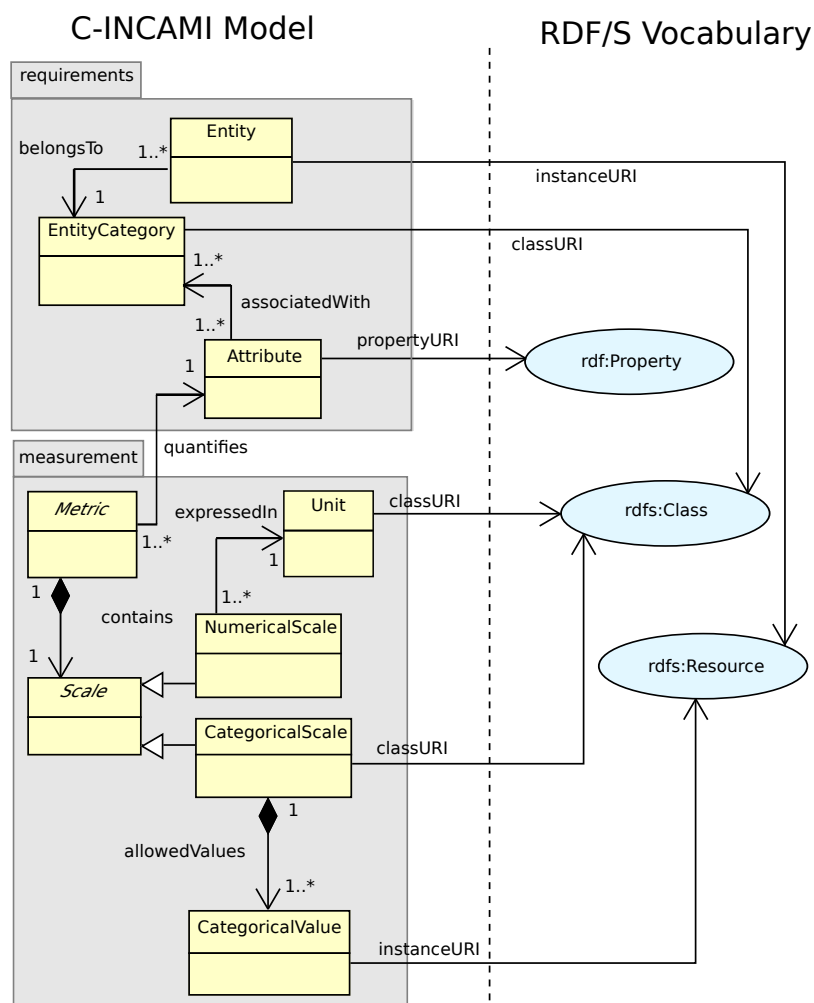 C-INCAMI Model
RDF/S Vocabulary
requirements
Entity
belongsTo
1..*
1
instanceURI
EntityCategory
classURI
1..*
associatedWith
1..*
Attribute
propertyURI
rdf:Property
1
quantifies
measurement
Metric
1..*
expressedIn
Unit
classURI
rdfs:Class
1
1..*
1
contains
NumericalScale
1
Scale
rdfs:Resource
CategoricalScale
classURI
1
allowedValues
1..*
CategoricalValue
instanceURI